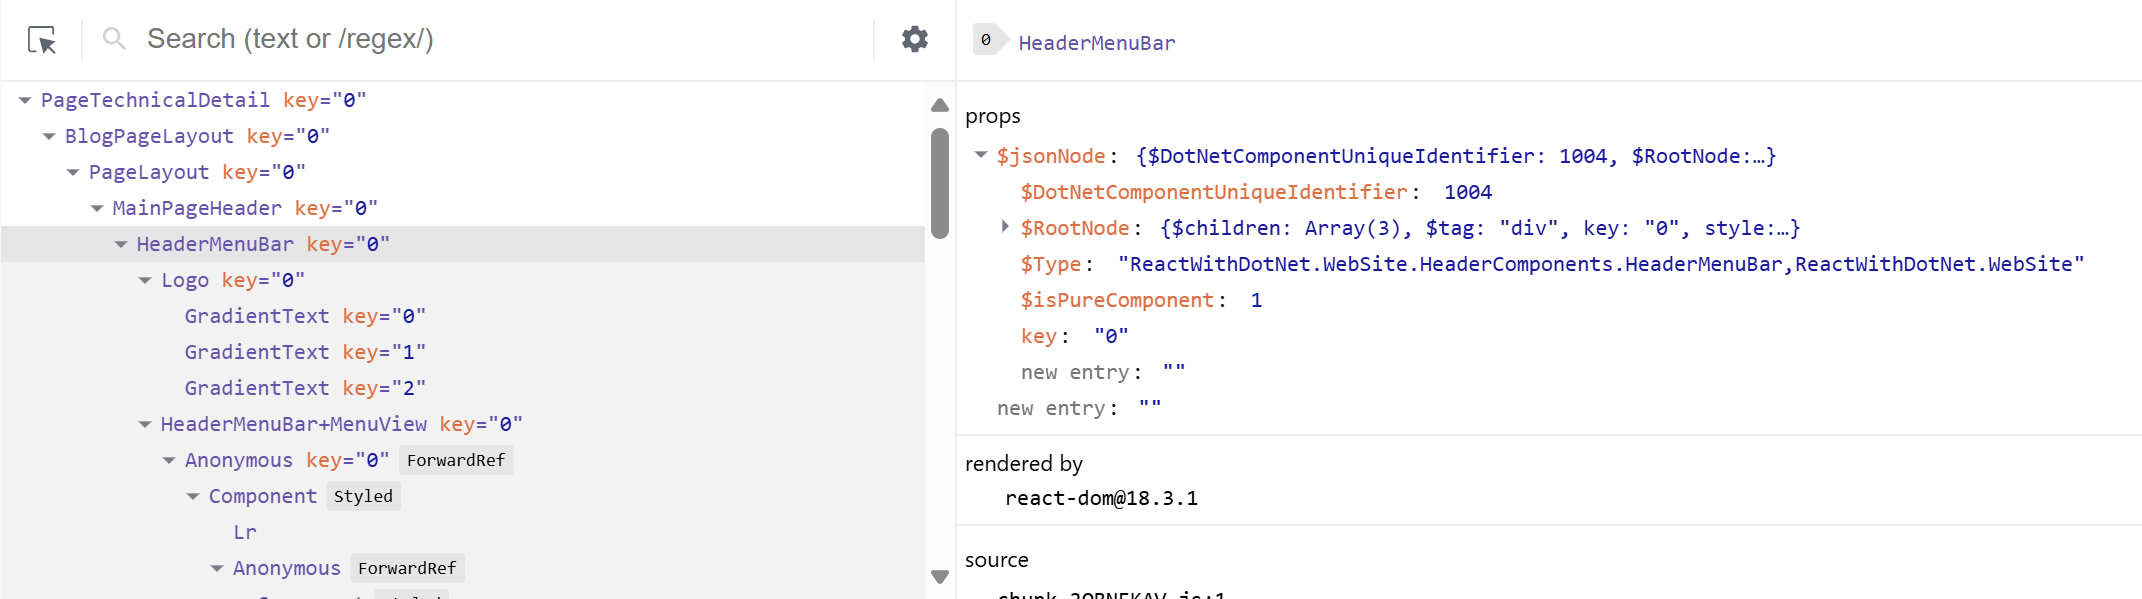 Search (text or /regex/)
PageTechnicalDetail key="0"
BlogPageLayout key="0"
PageLayout key="0"
MainPageHeader key="0"
HeaderMenuBar key="0"
Logo key="0"
GradientText key="0"
GradientText key="1"
GradientText key="2"
HeaderMenuBar+MenuView key="0"
Anonymous key="0" ForwardRef
Component Styled
Lr
Anonymous ForwardRef
0 HeaderMenuBar
props
$jsonNode: {$DotNetComponentUniqueIdentifier: 1004, $RootNode:…}
$DotNetComponentUniqueIdentifier: 1004
$RootNode: {$children: Array(3), $tag: "div", key: "0", style:…}
$Type: "ReactWithDotNet.WebSite.HeaderComponents.HeaderMenuBar,ReactWithDotNet.WebSite"
$isPureComponent: 1
key: "0"
new entry: ""
new entry: ""
rendered by
react-dom@18.3.1
source